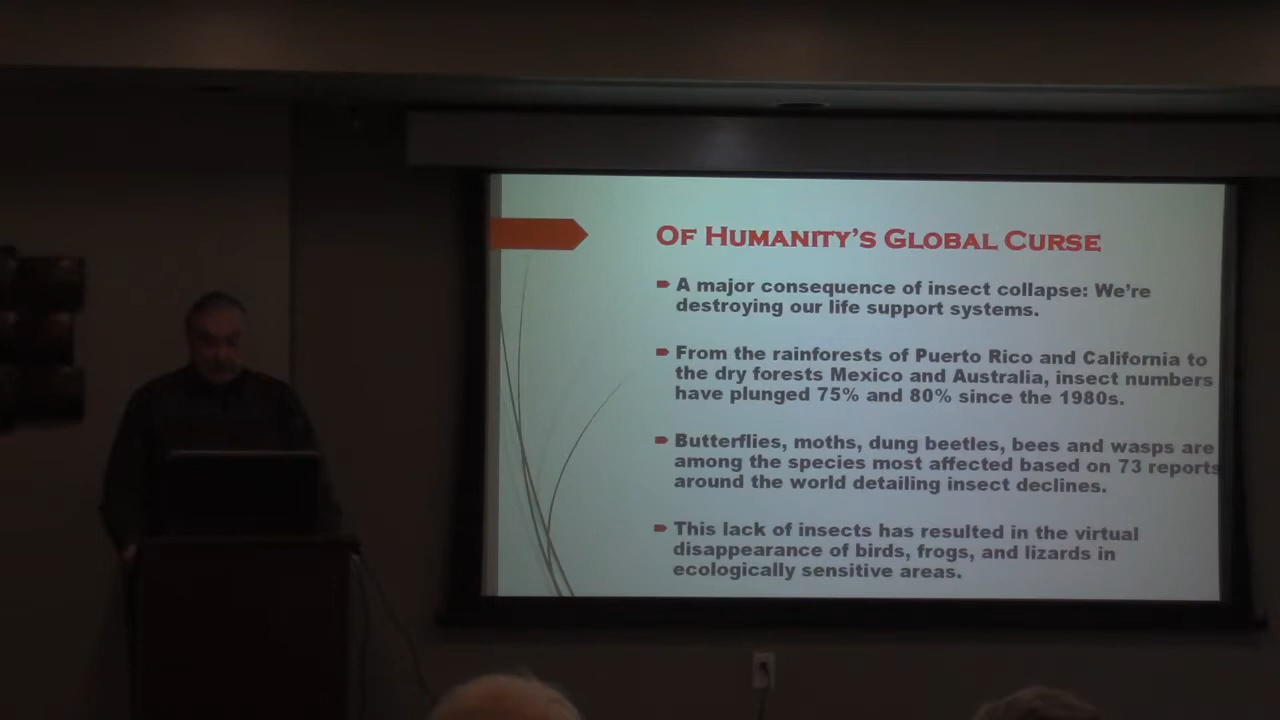 Of Humanity's Global Curse
A major consequence of insect collapse: We're
destroying our life support systems.
From the rainforests of Puerto Rico and California to
the dry forests Mexico and Australia, insect numbers
have plunged 75% and 80% since the 1980s.
Butterflies, moths, dung beetles, bees and wasps are
among the species most affected based on 73 reports
around the world detailing insect declines.
This lack of insects has resulted in the virtual
disappearance of birds, frogs, and lizards in
ecologically sensitive areas.